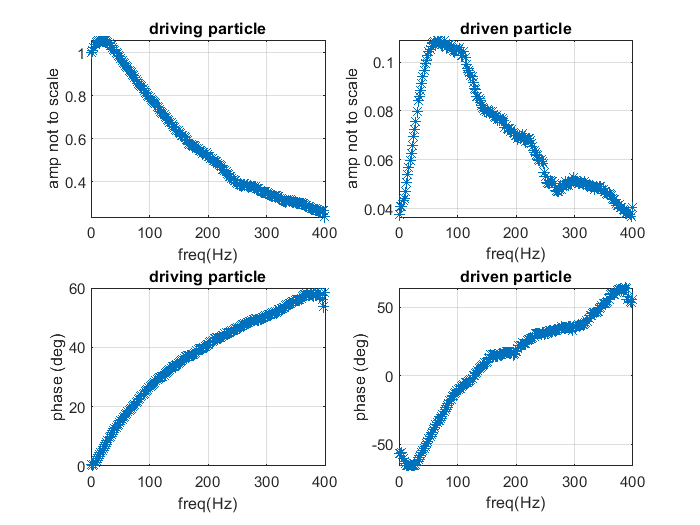 driving particle
amp not to scale
1
0.8
0.6
0.4
0 100 200 300 400
freq(Hz)
driven particle
amp not to scale
0.1
0.08
0.06
0.04
0 100 200 300 400
freq(Hz)
driving particle
phase (deg)
60
40
20
0
0 100 200 300 400
freq(Hz)
driven particle
phase (deg)
50
0
-50
0 100 200 300 400
freq(Hz)